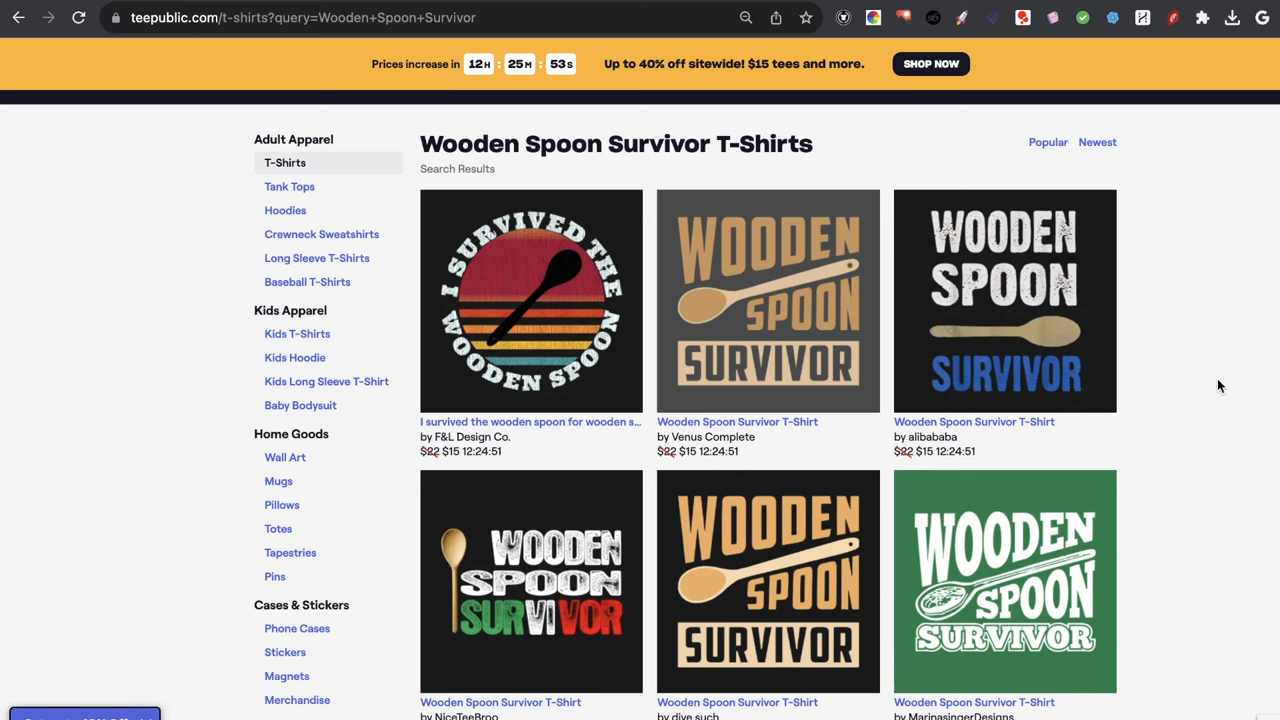 teepublic.com/t-shirts?query=Wooden+Spoon+Survivor
Prices increase in 12H : 25M : 53S Up to 40% off sitewide! $15 tees and more. SHOP NOW
Adult Apparel
T-Shirts
Tank Tops
Hoodies
Crewneck Sweatshirts
Long Sleeve T-Shirts
Baseball T-Shirts
Kids Apparel
Kids T-Shirts
Kids Hoodie
Kids Long Sleeve T-Shirt
Baby Bodysuit
Home Goods
Wall Art
Mugs
Pillows
Totes
Tapestries
Pins
Cases & Stickers
Phone Cases
Stickers
Magnets
Merchandise
Wooden Spoon Survivor T-Shirts
Popular Newest
Search Results
I SURVIVED THE
WOODEN SPOON
WOODEN
SPOON
SURVIVOR
WOODEN
SPOON
SURVIVOR
I survived the wooden spoon for wooden s...
by F&L Design Co.
$22 $15 12:24:51
Wooden Spoon Survivor T-Shirt
by Venus Complete
$22 $15 12:24:51
Wooden Spoon Survivor T-Shirt
by alibababa
$22 $15 12:24:51
WOODEN
SPOON
SURVIVOR
WOODEN
SPOON
SURVIVOR
WOODEN
SPOON
SURVIVOR
Wooden Spoon Survivor T-Shirt
by NiceTeeBroo
Wooden Spoon Survivor T-Shirt
by dive such
Wooden Spoon Survivor T-Shirt
by MarinasingerDesigns